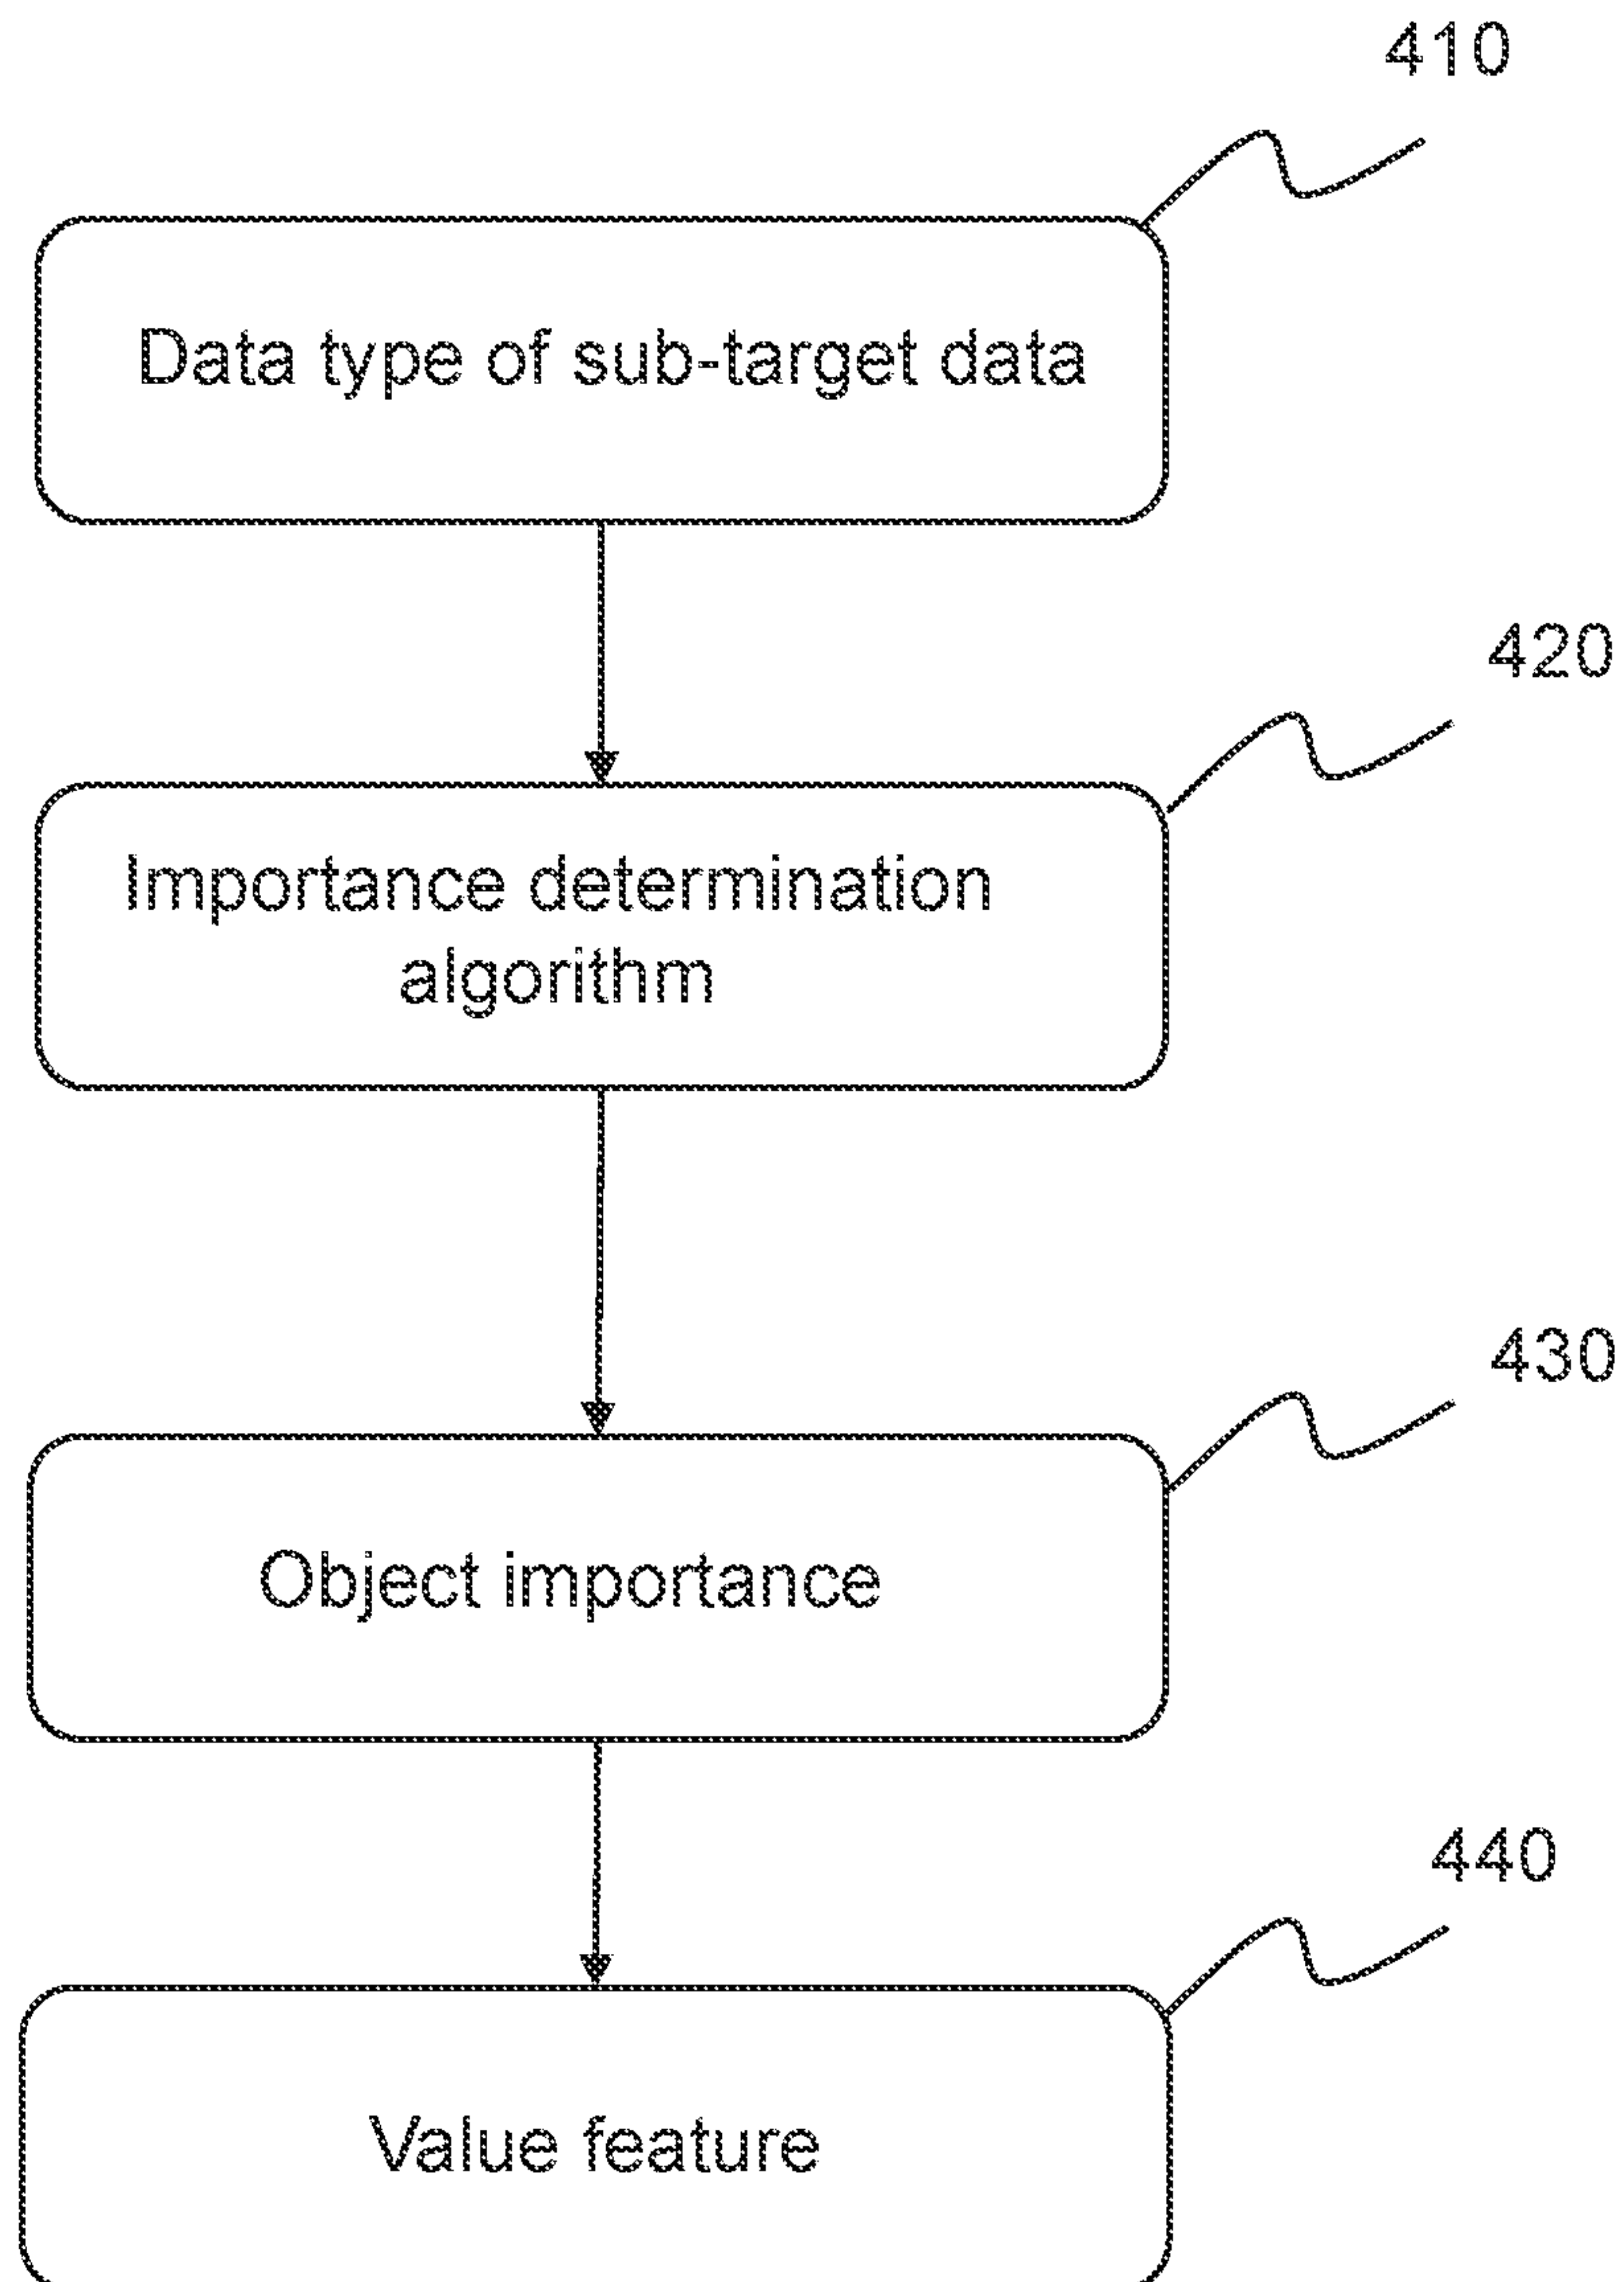 410
Data type of sub-target data
420
Importance determination
algorithm
430
Object importance
440
Value feature